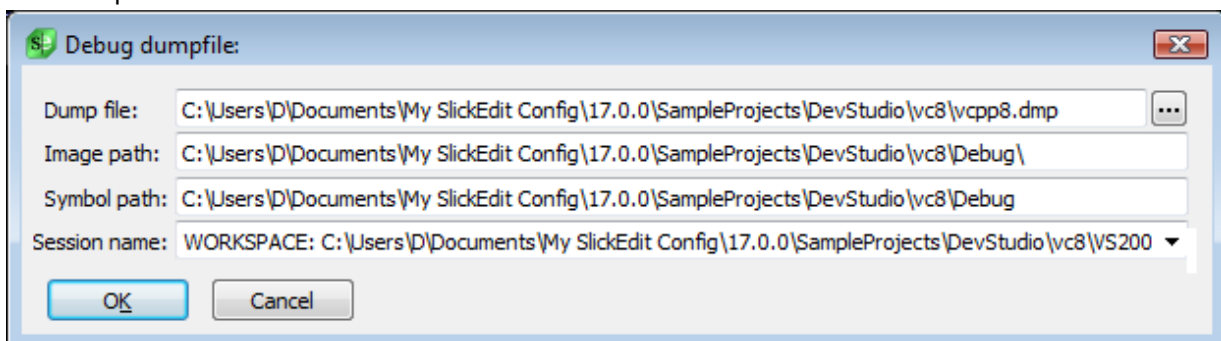 Debug dumpfile:
Dump file: C:\Users\D\Documents\My SlickEdit Config\17.0.0\SampleProjects\DevStudio\vc8\vcpp8.dmp ...
Image path: C:\Users\D\Documents\My SlickEdit Config\17.0.0\SampleProjects\DevStudio\vc8\Debug\
Symbol path: C:\Users\D\Documents\My SlickEdit Config\17.0.0\SampleProjects\DevStudio\vc8\Debug
Session name: WORKSPACE: C:\Users\D\Documents\My SlickEdit Config\17.0.0\SampleProjects\DevStudio\vc8\VS200
OK Cancel